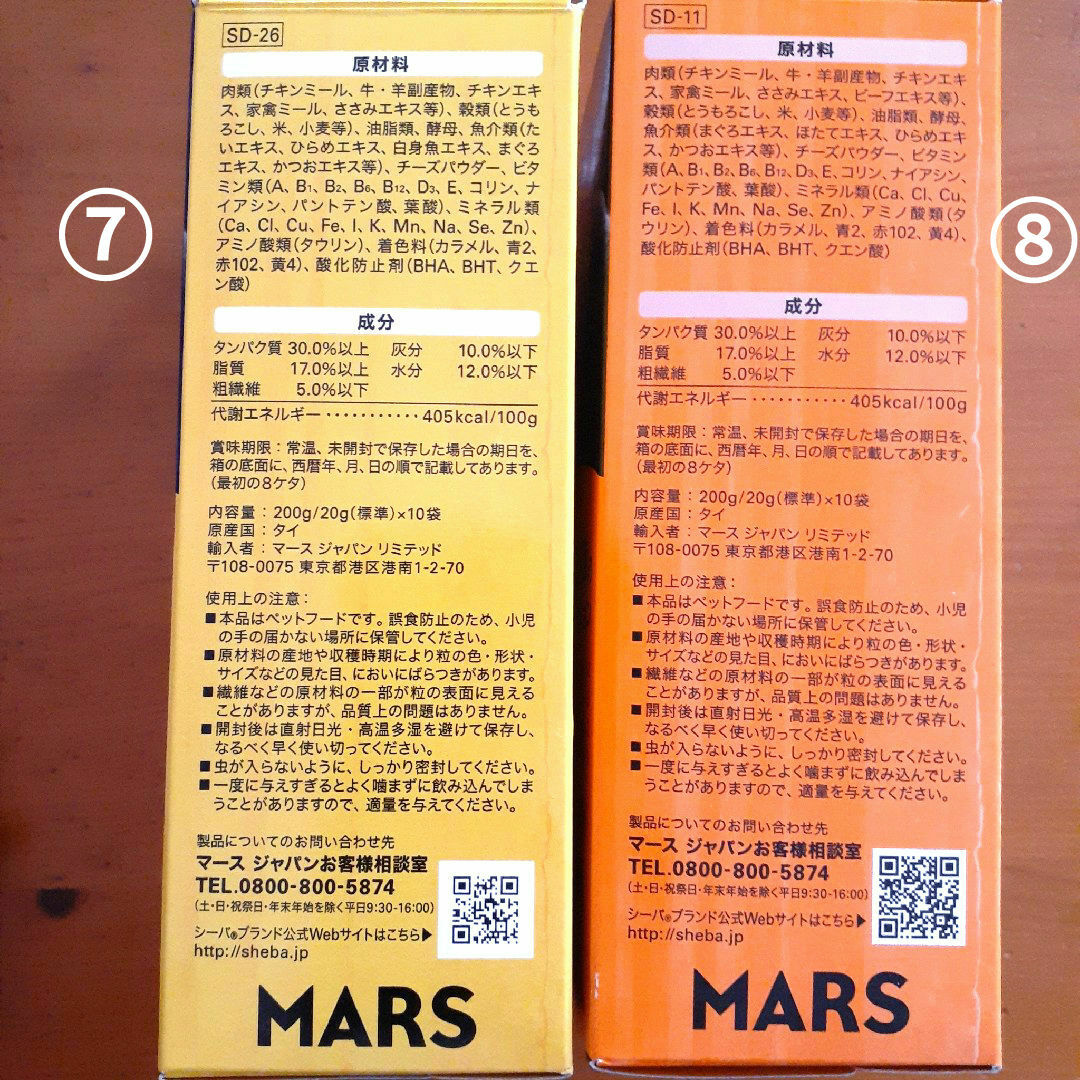 ⑦
SD-26
原材料
肉類(チキンミール、牛・羊副産物、チキンエキ
ス、家禽ミール、ささみエキス等)、穀類(とうも
ろこし、米、小麦等)、油脂類、酵母、魚介類(た
いエキス、ひらめエキス、白身魚エキス、まぐろ
エキス、かつおエキス等)、チーズパウダー、ビタ
ミン類(A、B1、B2、B6、B12、D3、E、コリン、ナ
イアシン、パントテン酸、葉酸)、ミネラル類
(Ca、Cl、Cu、Fe、I、K、Mn、Na、Se、Zn)、
アミノ酸類(タウリン)、着色料(カラメル、青2、
赤102、黄4)、酸化防止剤(BHA、BHT、クエ
ン酸)
成分
タンパク質 30.0%以上 灰分 10.0%以下
脂質 17.0%以上 水分 12.0%以下
粗繊維 5.0%以下
代謝エネルギー・・・・・・・・・・・405kcal/100g
賞味期限：常温、未開封で保存した場合の期日を、
箱の底面に、西暦年、月、日の順で記載してあります。
(最初の8ケタ)
内容量：200g/20g(標準)×10袋
原産国：タイ
輸入者：マース ジャパン リミテッド
〒108-0075 東京都港区港南1-2-70
使用上の注意：
■本品はペットフードです。誤食防止のため、小児
の手の届かない場所に保管してください。
■原材料の産地や収穫時期により粒の色・形状・
サイズなどの見た目、においにばらつきがあります。
■繊維などの原材料の一部が粒の表面に見える
ことがありますが、品質上の問題はありません。
■開封後は直射日光・高温多湿を避けて保存し、
なるべく早く使い切ってください。
■虫が入らないように、しっかり密封してください。
■一度に与えすぎるとよく噛まずに飲み込んでしま
うことがありますので、適量を与えてください。
製品についてのお問い合わせ先
マース ジャパンお客様相談室
TEL.0800-800-5874
(土・日・祝祭日・年末年始を除く平日9:30-16:00)
シーバ®ブランド公式Webサイトはこちら▶
http://sheba.jp
MARS
⑧
SD-11
原材料
肉類(チキンミール、牛・羊副産物、チキンエキ
ス、家禽ミール、ささみエキス、ビーフエキス等)、
穀類(とうもろこし、米、小麦等)、油脂類、酵母、
魚介類(まぐろエキス、ほたてエキス、ひらめエキ
ス、かつおエキス等)、チーズパウダー、ビタミン
類(A、B1、B2、B6、B12、D3、E、コリン、ナイアシン、
パントテン酸、葉酸)、ミネラル類(Ca、Cl、Cu、
Fe、I、K、Mn、Na、Se、Zn)、アミノ酸類(タ
ウリン)、着色料(カラメル、青2、赤102、黄4)、
酸化防止剤(BHA、BHT、クエン酸)
成分
タンパク質 30.0%以上 灰分 10.0%以下
脂質 17.0%以上 水分 12.0%以下
粗繊維 5.0%以下
代謝エネルギー・・・・・・・・・・・405kcal/100g
賞味期限：常温、未開封で保存した場合の期日を、
箱の底面に、西暦年、月、日の順で記載してあります。
(最初の8ケタ)
内容量：200g/20g(標準)×10袋
原産国：タイ
輸入者：マース ジャパン リミテッド
〒108-0075 東京都港区港南1-2-70
使用上の注意：
■本品はペットフードです。誤食防止のため、小児
の手の届かない場所に保管してください。
■原材料の産地や収穫時期により粒の色・形状・
サイズなどの見た目、においにばらつきがあります。
■繊維などの原材料の一部が粒の表面に見える
ことがありますが、品質上の問題はありません。
■開封後は直射日光・高温多湿を避けて保存し、
なるべく早く使い切ってください。
■虫が入らないように、しっかり密封してください。
■一度に与えすぎるとよく噛まずに飲み込んでしま
うことがありますので、適量を与えてください。
製品についてのお問い合わせ先
マース ジャパンお客様相談室
TEL.0800-800-5874
(土・日・祝祭日・年末年始を除く平日9:30-16:00)
シーバ®ブランド公式Webサイトはこちら▶
http://sheba.jp
MARS